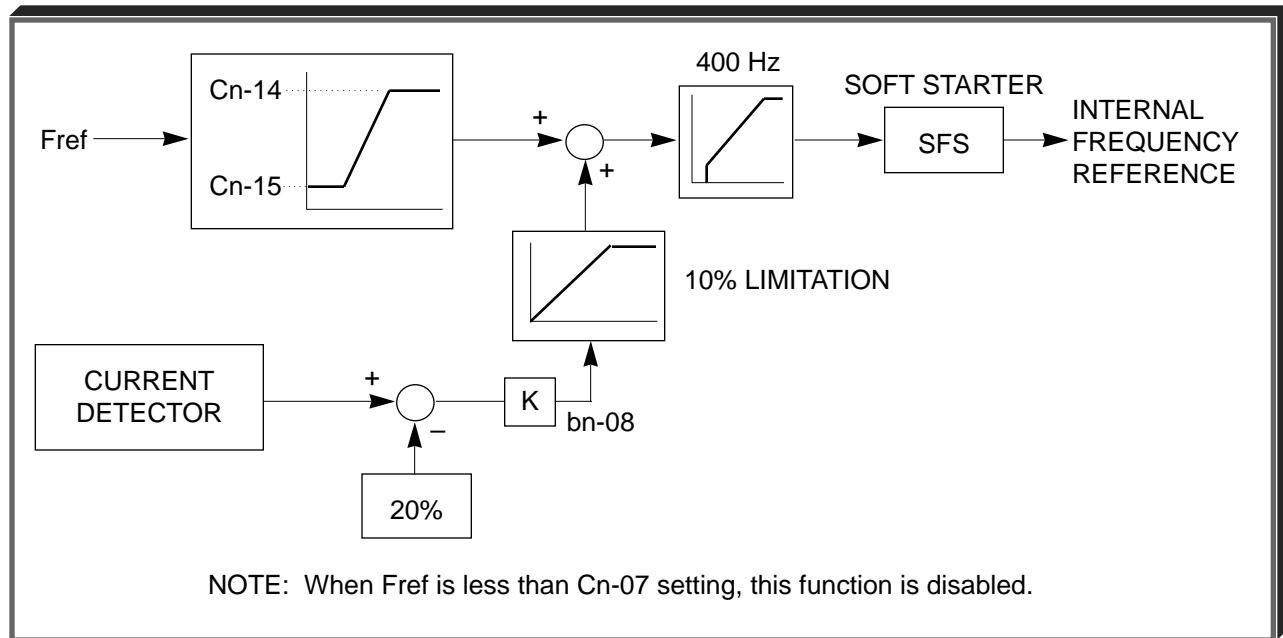 400 Hz
Cn-14
SOFT STARTER
Fref
+
SFS
INTERNAL
FREQUENCY
REFERENCE
Cn-15
+
10% LIMITATION
CURRENT
DETECTOR
+
K
bn-08
–
20%
NOTE: When Fref is less than Cn-07 setting, this function is disabled.